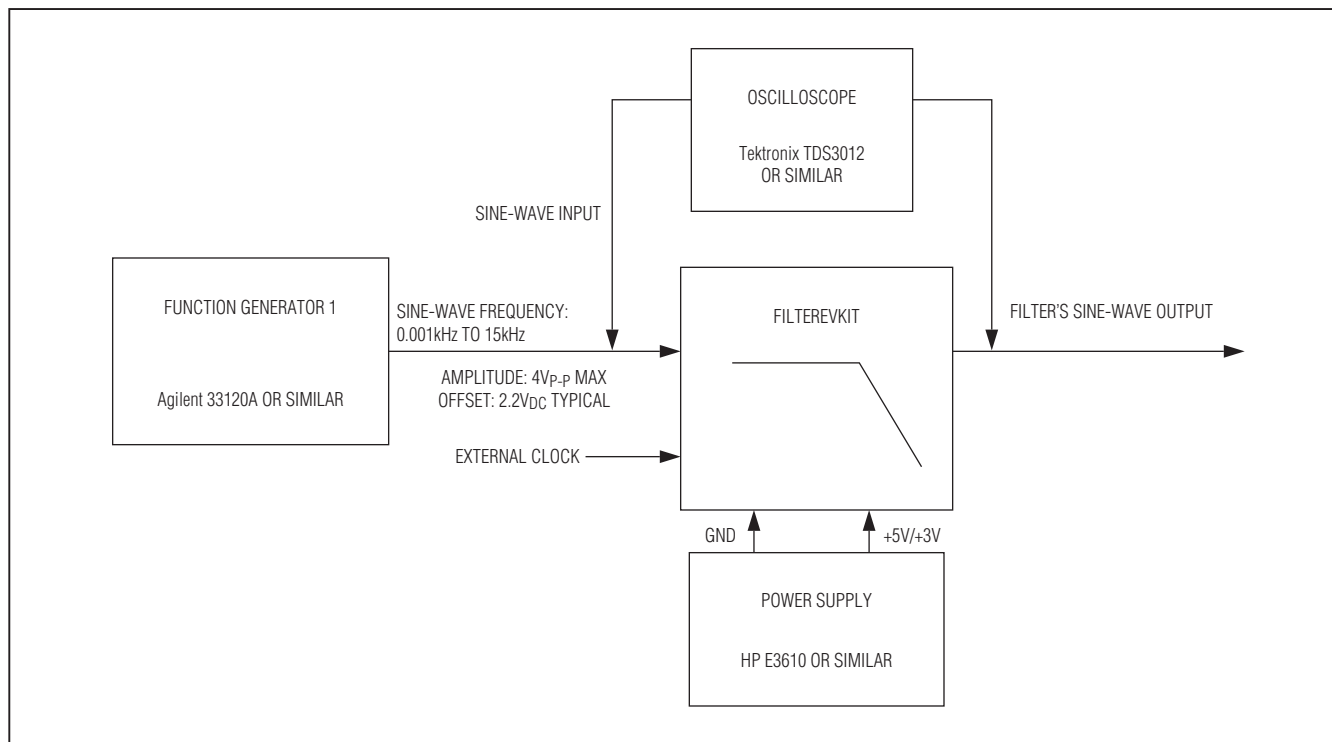 OSCILLOSCOPE
Tektronix TDS3012
OR SIMILAR
SINE-WAVE INPUT
FUNCTION GENERATOR 1
Agilent 33120A OR SIMILAR
SINE-WAVE FREQUENCY:
0.001kHz TO 15kHz
AMPLITUDE: 4VP-P MAX
OFFSET: 2.2VDC TYPICAL
EXTERNAL CLOCK
FILTEREVKIT
FILTER'S SINE-WAVE OUTPUT
GND
+5V/+3V
POWER SUPPLY
HP E3610 OR SIMILAR